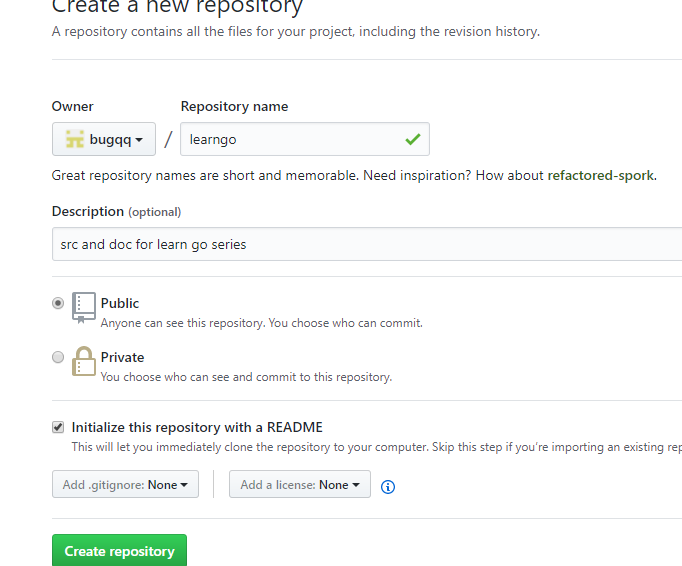 Create a new repository
A repository contains all the files for your project, including the revision history.
Owner Repository name
bugqq / learngo
Great repository names are short and memorable. Need inspiration? How about refactored-spork.
Description (optional)
src and doc for learn go series
Public
Anyone can see this repository. You choose who can commit.
Private
You choose who can see and commit to this repository.
Initialize this repository with a README
This will let you immediately clone the repository to your computer. Skip this step if you're importing an existing rep
Add .gitignore: None Add a license: None
Create repository